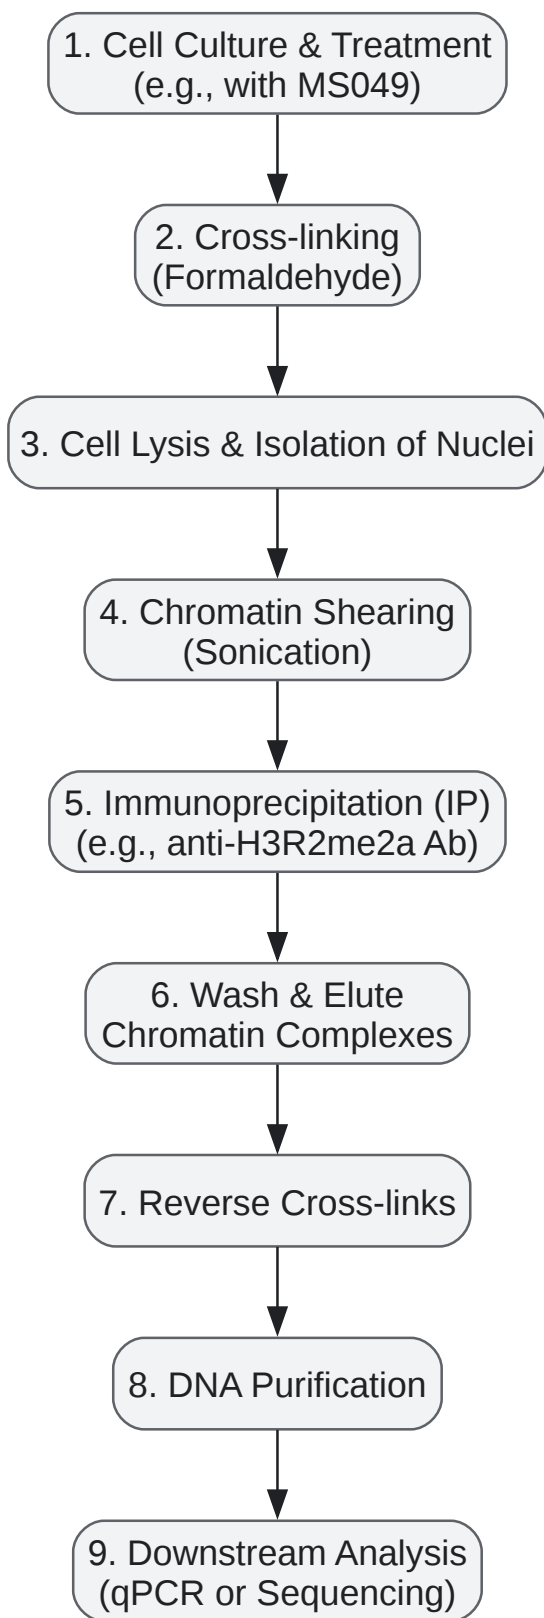 1. Cell Culture & Treatment
(e.g., with MS049)
2. Cross-linking
(Formaldehyde)
3. Cell Lysis & Isolation of Nuclei
4. Chromatin Shearing
(Sonication)
5. Immunoprecipitation (IP)
(e.g., anti-H3R2me2a Ab)
6. Wash & Elute
Chromatin Complexes
7. Reverse Cross-links
8. DNA Purification
9. Downstream Analysis
(qPCR or Sequencing)